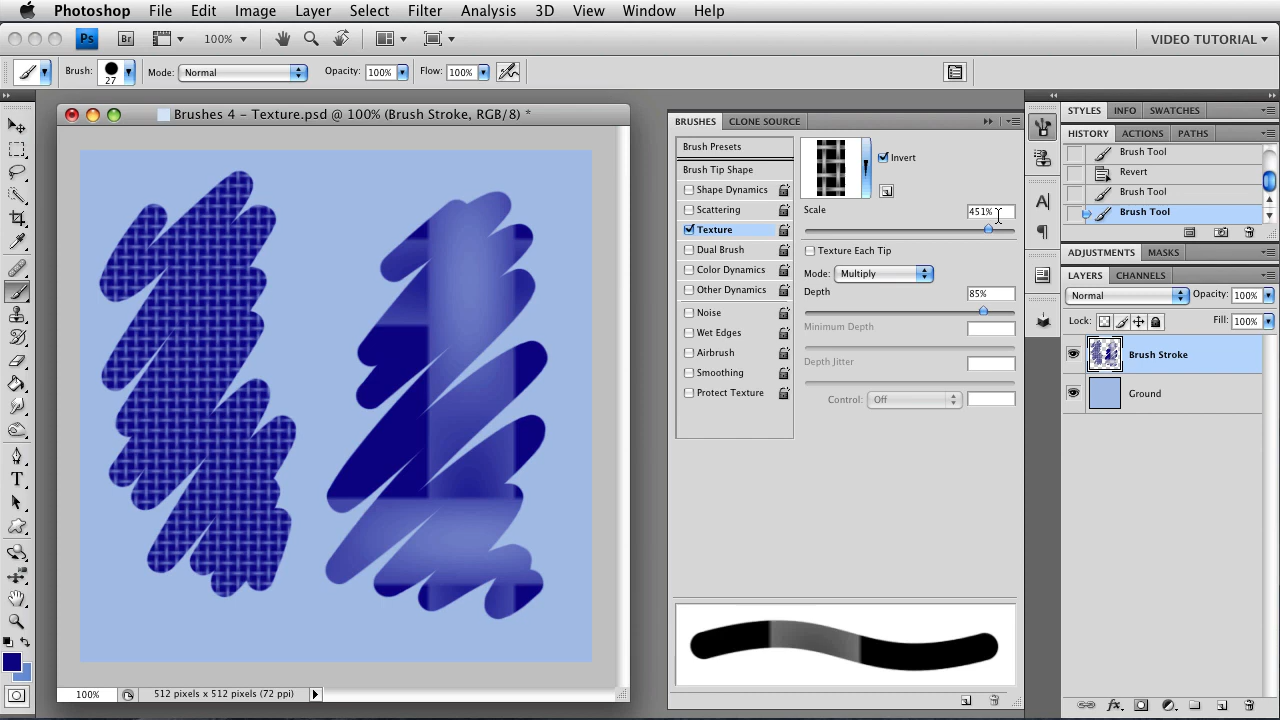 Photoshop File Edit Image Layer Select Filter Analysis 3D View Window Help
Ps Br 100% VIDEO TUTORIAL
Brush: 27 Mode: Normal Opacity: 100% Flow: 100%
Brushes 4 – Texture.psd @ 100% (Brush Stroke, RGB/8) *
100% 512 pixels x 512 pixels (72 ppi)
BRUSHES CLONE SOURCE
Brush Presets
Brush Tip Shape
Shape Dynamics
Scattering
Texture
Dual Brush
Color Dynamics
Other Dynamics
Noise
Wet Edges
Airbrush
Smoothing
Protect Texture
Invert
Scale 451%
Texture Each Tip
Mode: Multiply
Depth 85%
Minimum Depth
Depth Jitter
Control: Off
STYLES INFO SWATCHES
HISTORY ACTIONS PATHS
Brush Tool
Revert
Brush Tool
Brush Tool
ADJUSTMENTS MASKS
LAYERS CHANNELS
Normal Opacity: 100%
Lock: Fill: 100%
Brush Stroke
Ground